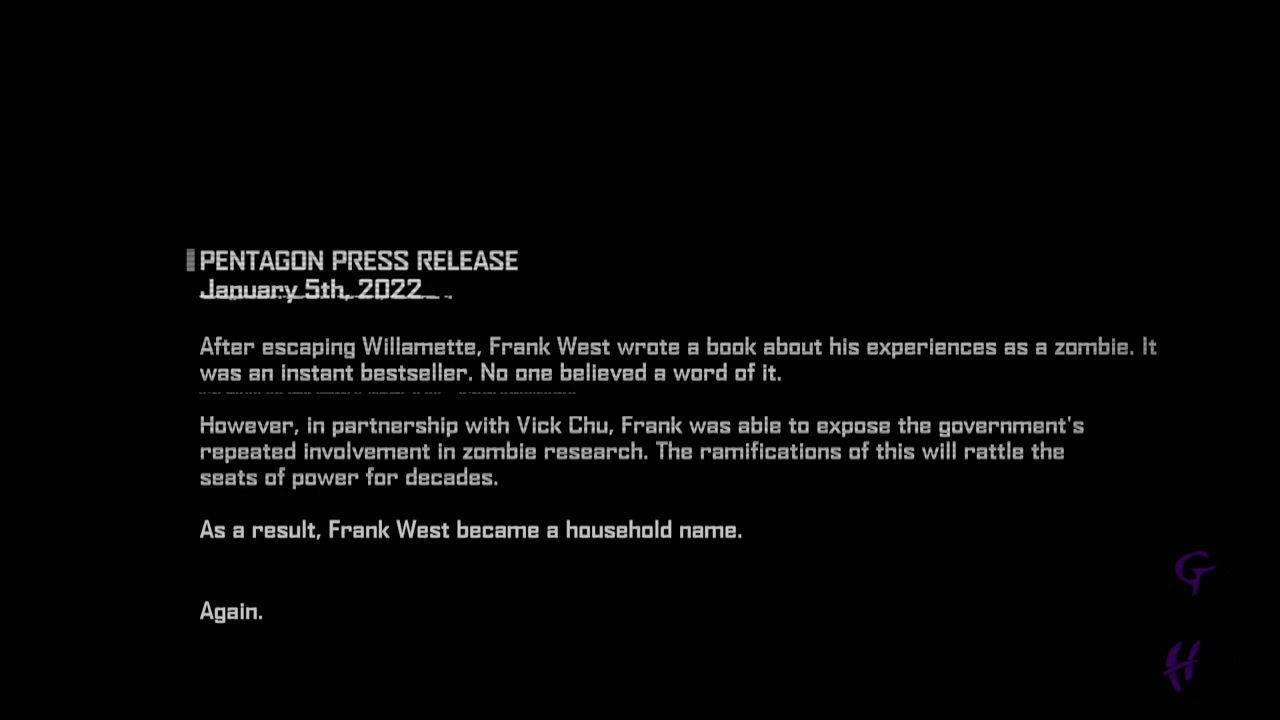 PENTAGON PRESS RELEASE
January 5th, 2022
After escaping Willamette, Frank West wrote a book about his experiences as a zombie. It
was an instant bestseller. No one believed a word of it.
However, in partnership with Vick Chu, Frank was able to expose the government's
repeated involvement in zombie research. The ramifications of this will rattle the
seats of power for decades.
As a result, Frank West became a household name.
Again.
G
H